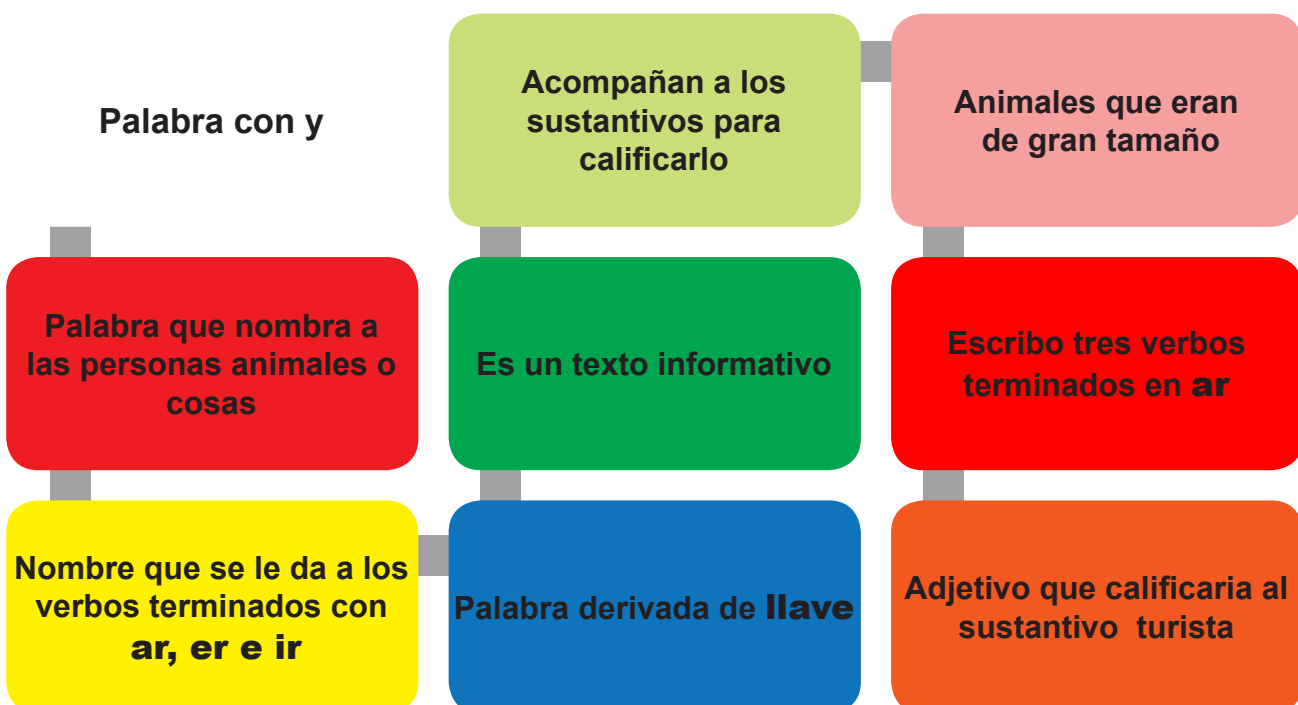 Palabra con y
Acompañan a los
sustantivos para
calificarlo
Animales que eran
de gran tamaño
Palabra que nombra a
las personas animales o
cosas
Es un texto informativo
Escribo tres verbos
terminados en ar
Nombre que se le da a los
verbos terminados con
ar, er e ir
Palabra derivada de llave
Adjetivo que calificaria al
sustantivo turista